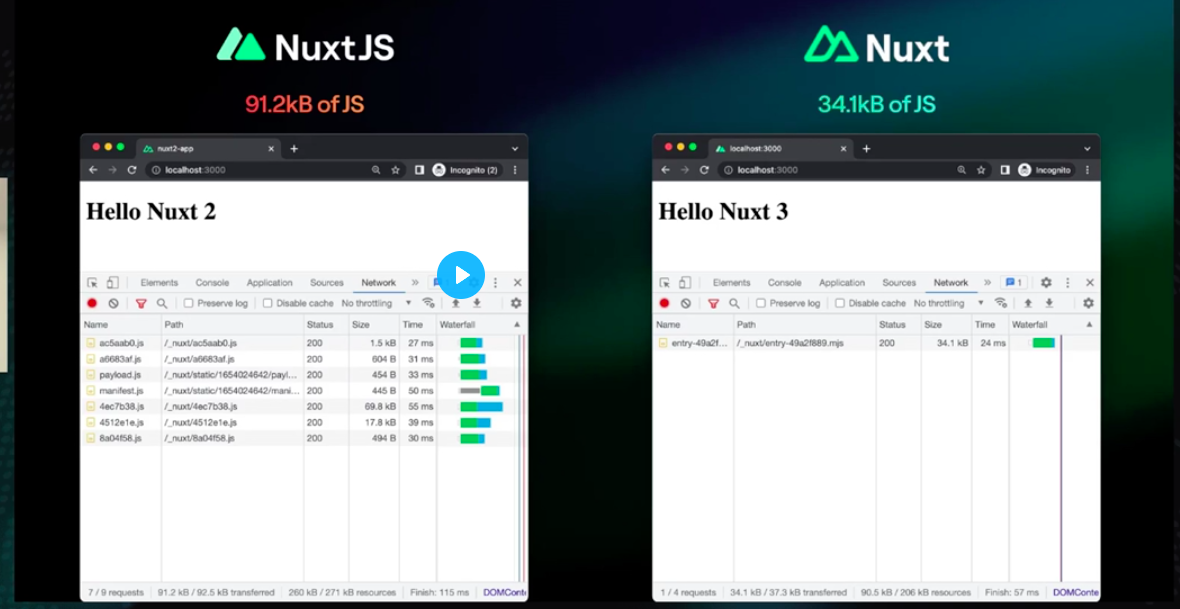 NuxtJS
91.2kB of JS
nuxt2-app
localhost:3000
Incognito (2)
Hello Nuxt 2
Elements Console Application Sources Network »
Preserve log Disable cache No throttling
Name Path Status Size Time Waterfall
ac5aab0.js /_nuxt/ac5aab0.js 200 1.5 kB 27 ms
a6683af.js /_nuxt/a6683af.js 200 604 B 31 ms
payload.js /_nuxt/static/1654024642/payl... 200 454 B 33 ms
manifest.js /_nuxt/static/1654024642/mani... 200 445 B 50 ms
4ec7b38.js /_nuxt/4ec7b38.js 200 69.8 kB 55 ms
4512e1e.js /_nuxt/4512e1e.js 200 17.8 kB 39 ms
8a04f58.js /_nuxt/8a04f58.js 200 494 B 30 ms
7 / 9 requests 91.2 kB / 92.5 kB transferred 260 kB / 271 kB resources Finish: 115 ms DOMConte
Nuxt
34.1kB of JS
localhost:3000
localhost:3000
Incognito
Hello Nuxt 3
Elements Console Application Sources Network » 1
Preserve log Disable cache No throttling
Name Path Status Size Time Waterfall
entry-49a2f... /_nuxt/entry-49a2f889.mjs 200 34.1 kB 24 ms
1 / 4 requests 34.1 kB / 37.3 kB transferred 90.5 kB / 206 kB resources Finish: 57 ms DOMConte